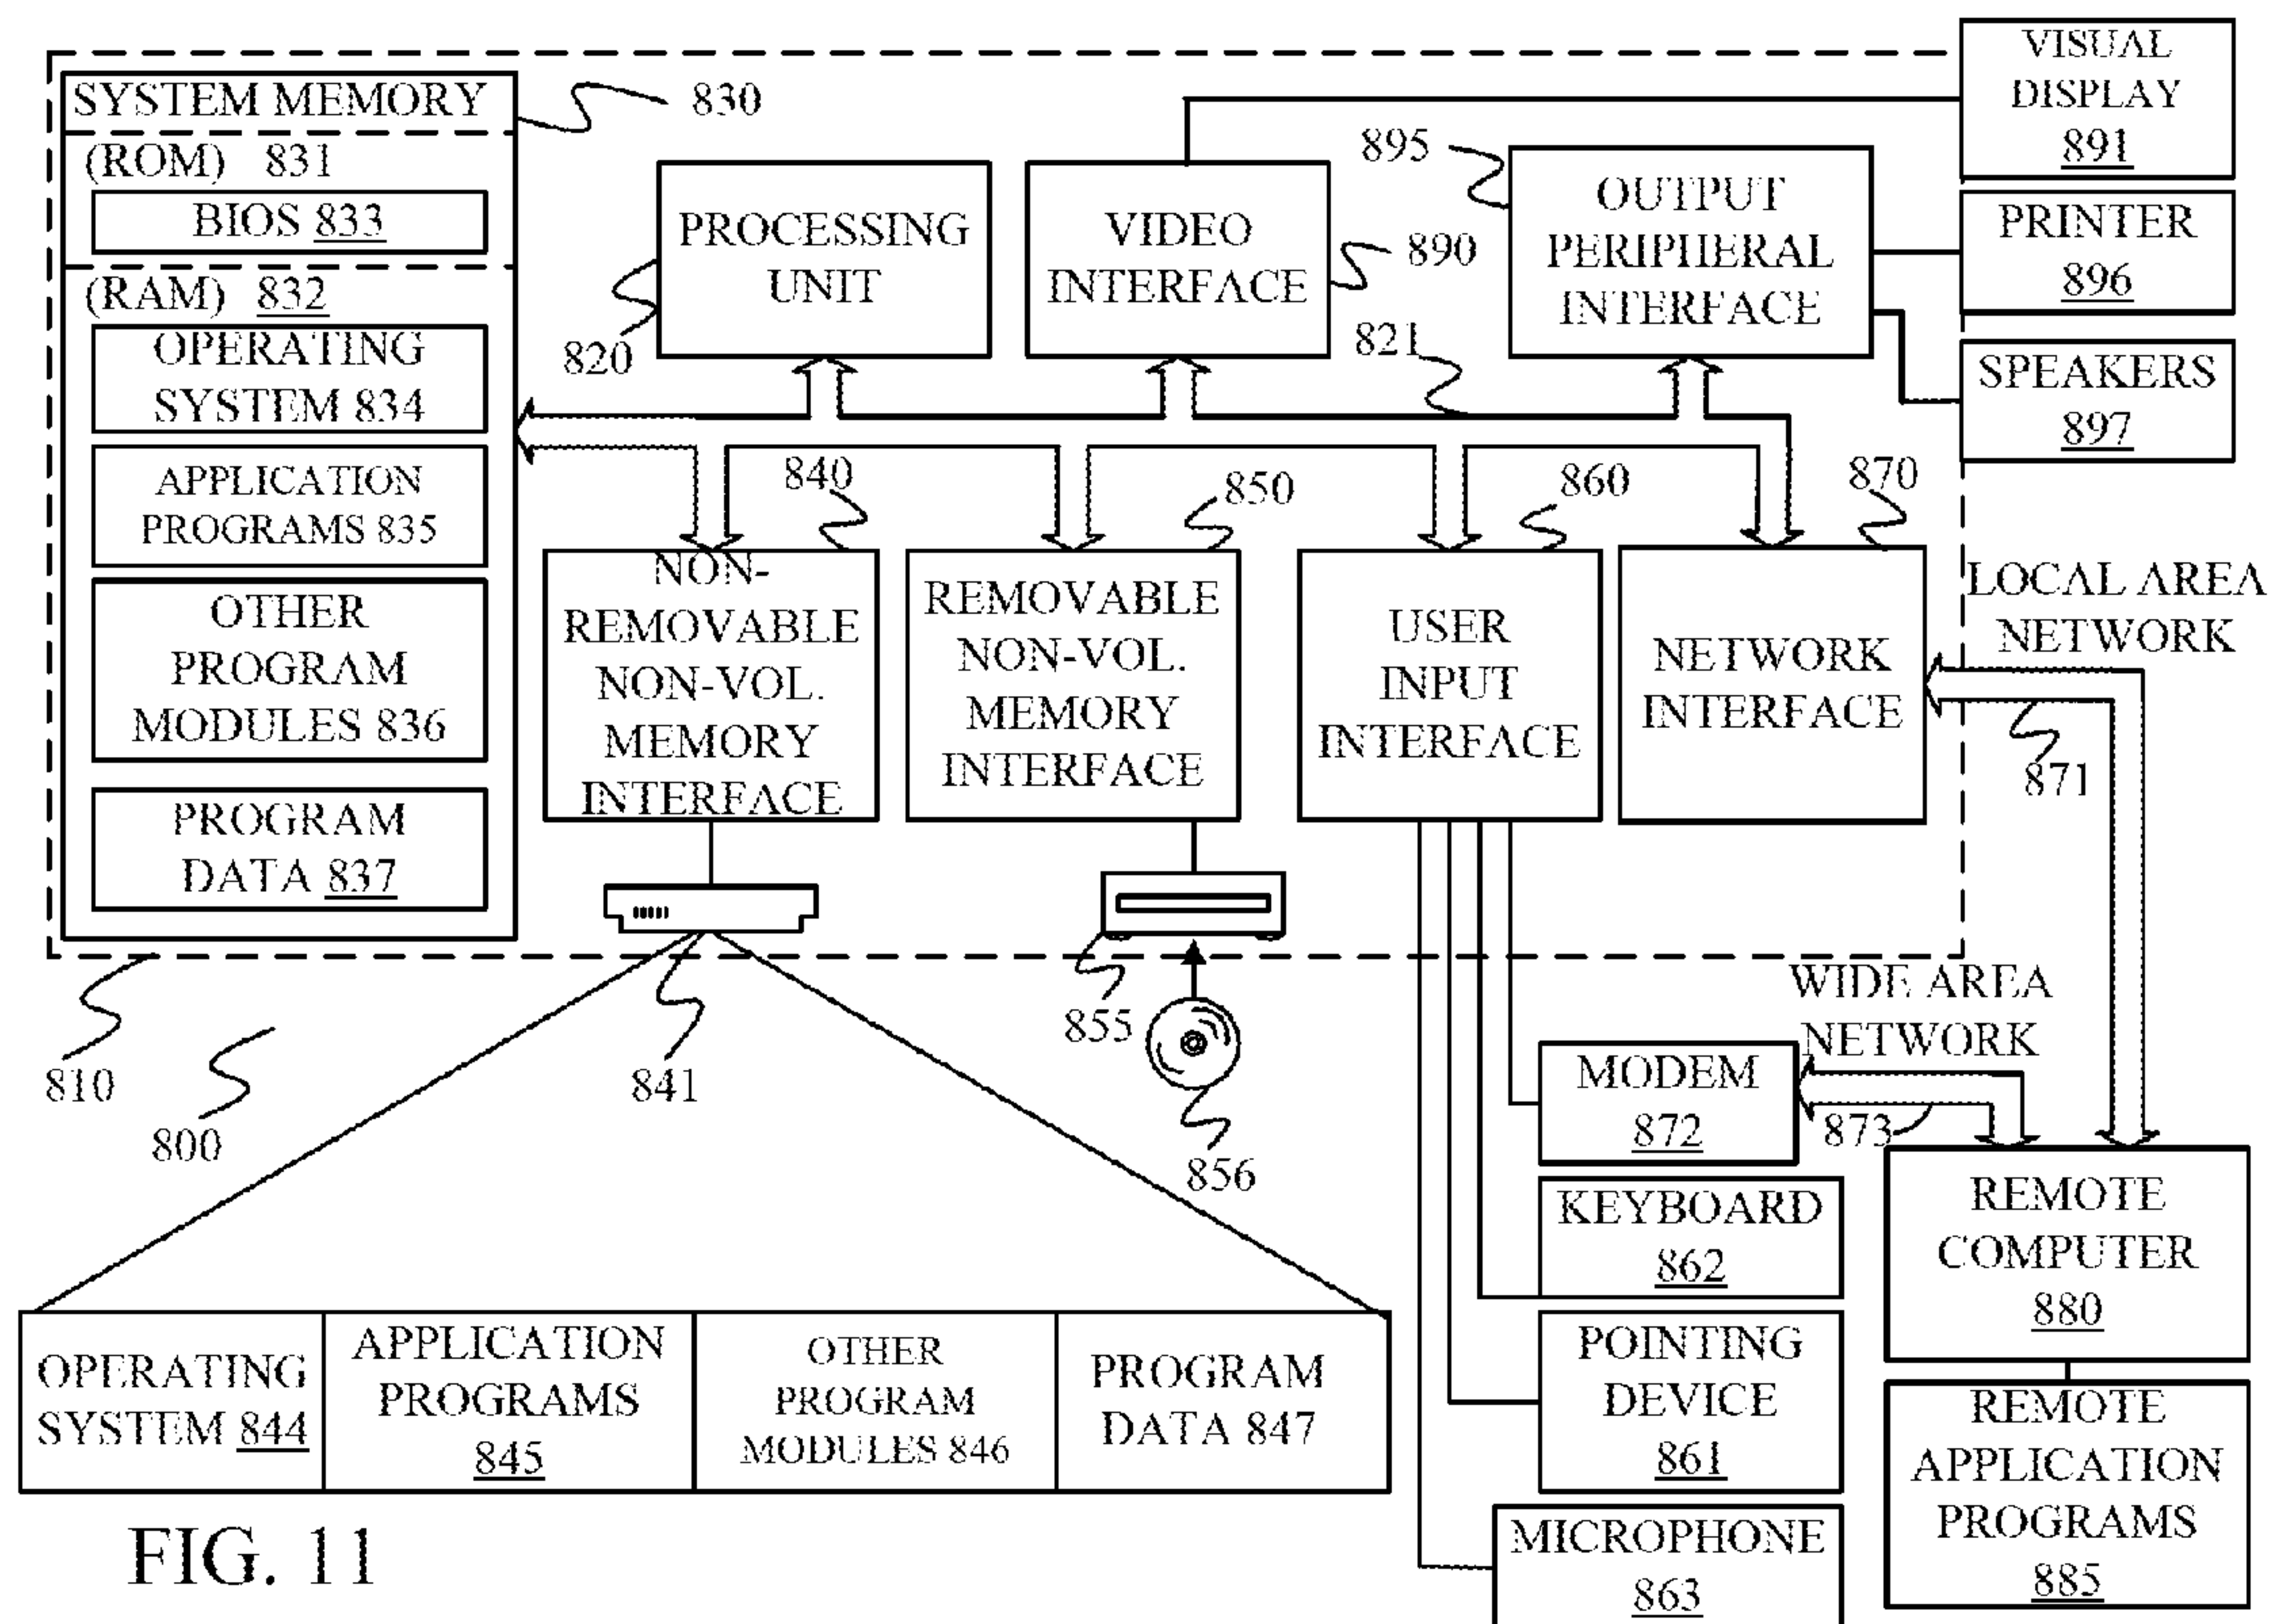 VISUAL
DISPLAY
891
SYSTEM MEMORY
830
(ROM) 831
BIOS 833
(RAM) 832
OPERATING
SYSTEM 834
APPLICATION
PROGRAMS 835
OTHER
PROGRAM
MODULES 836
PROGRAM
DATA 837
PROCESSING
UNIT
820
VIDEO
INTERFACE
890
895
OUTPUT
PERIPHERAL
INTERFACE
821
PRINTER
896
SPEAKERS
897
840
NON-
REMOVABLE
NON-VOL.
MEMORY
INTERFACE
850
REMOVABLE
NON-VOL.
MEMORY
INTERFACE
860
USER
INPUT
INTERFACE
870
NETWORK
INTERFACE
LOCAL AREA
NETWORK
871
810
800
841
855
856
WIDE AREA
NETWORK
MODEM
872
873
KEYBOARD
862
POINTING
DEVICE
861
MICROPHONE
863
REMOTE
COMPUTER
880
REMOTE
APPLICATION
PROGRAMS
885
OPERATING
SYSTEM 844
APPLICATION
PROGRAMS
845
OTHER
PROGRAM
MODULES 846
PROGRAM
DATA 847
FIG. 11